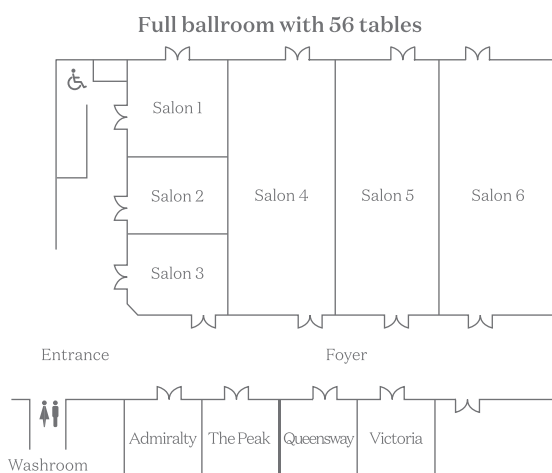 Full ballroom with 56 tables
Salon 1
Salon 2
Salon 3
Salon 4
Salon 5
Salon 6
Entrance
Foyer
Washroom
Admiralty
The Peak
Queensway
Victoria